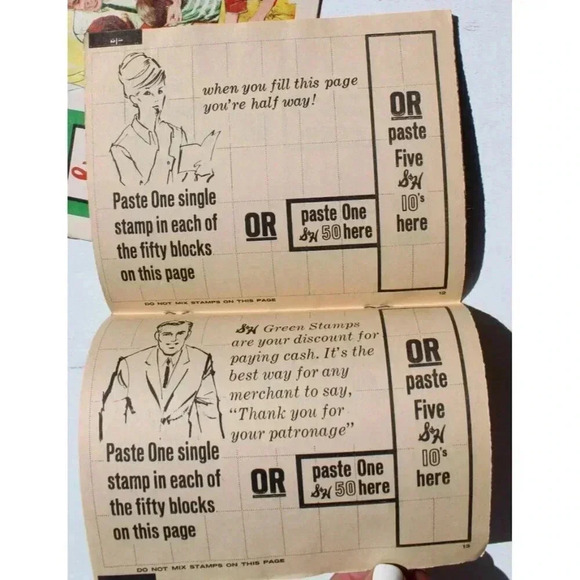 when you fill this page
you're half way!
Paste One single
stamp in each of
the fifty blocks
on this page
OR
paste One
S&H 50 here
OR
paste
Five
S&H
10's
here
DO NOT MIX STAMPS ON THIS PAGE
12
S&H Green Stamps
are your discount for
paying cash. It's the
best way for any
merchant to say,
"Thank you for
your patronage"
Paste One single
stamp in each of
the fifty blocks
on this page
OR
paste One
S&H 50 here
OR
paste
Five
S&H
10's
here
DO NOT MIX STAMPS ON THIS PAGE
13